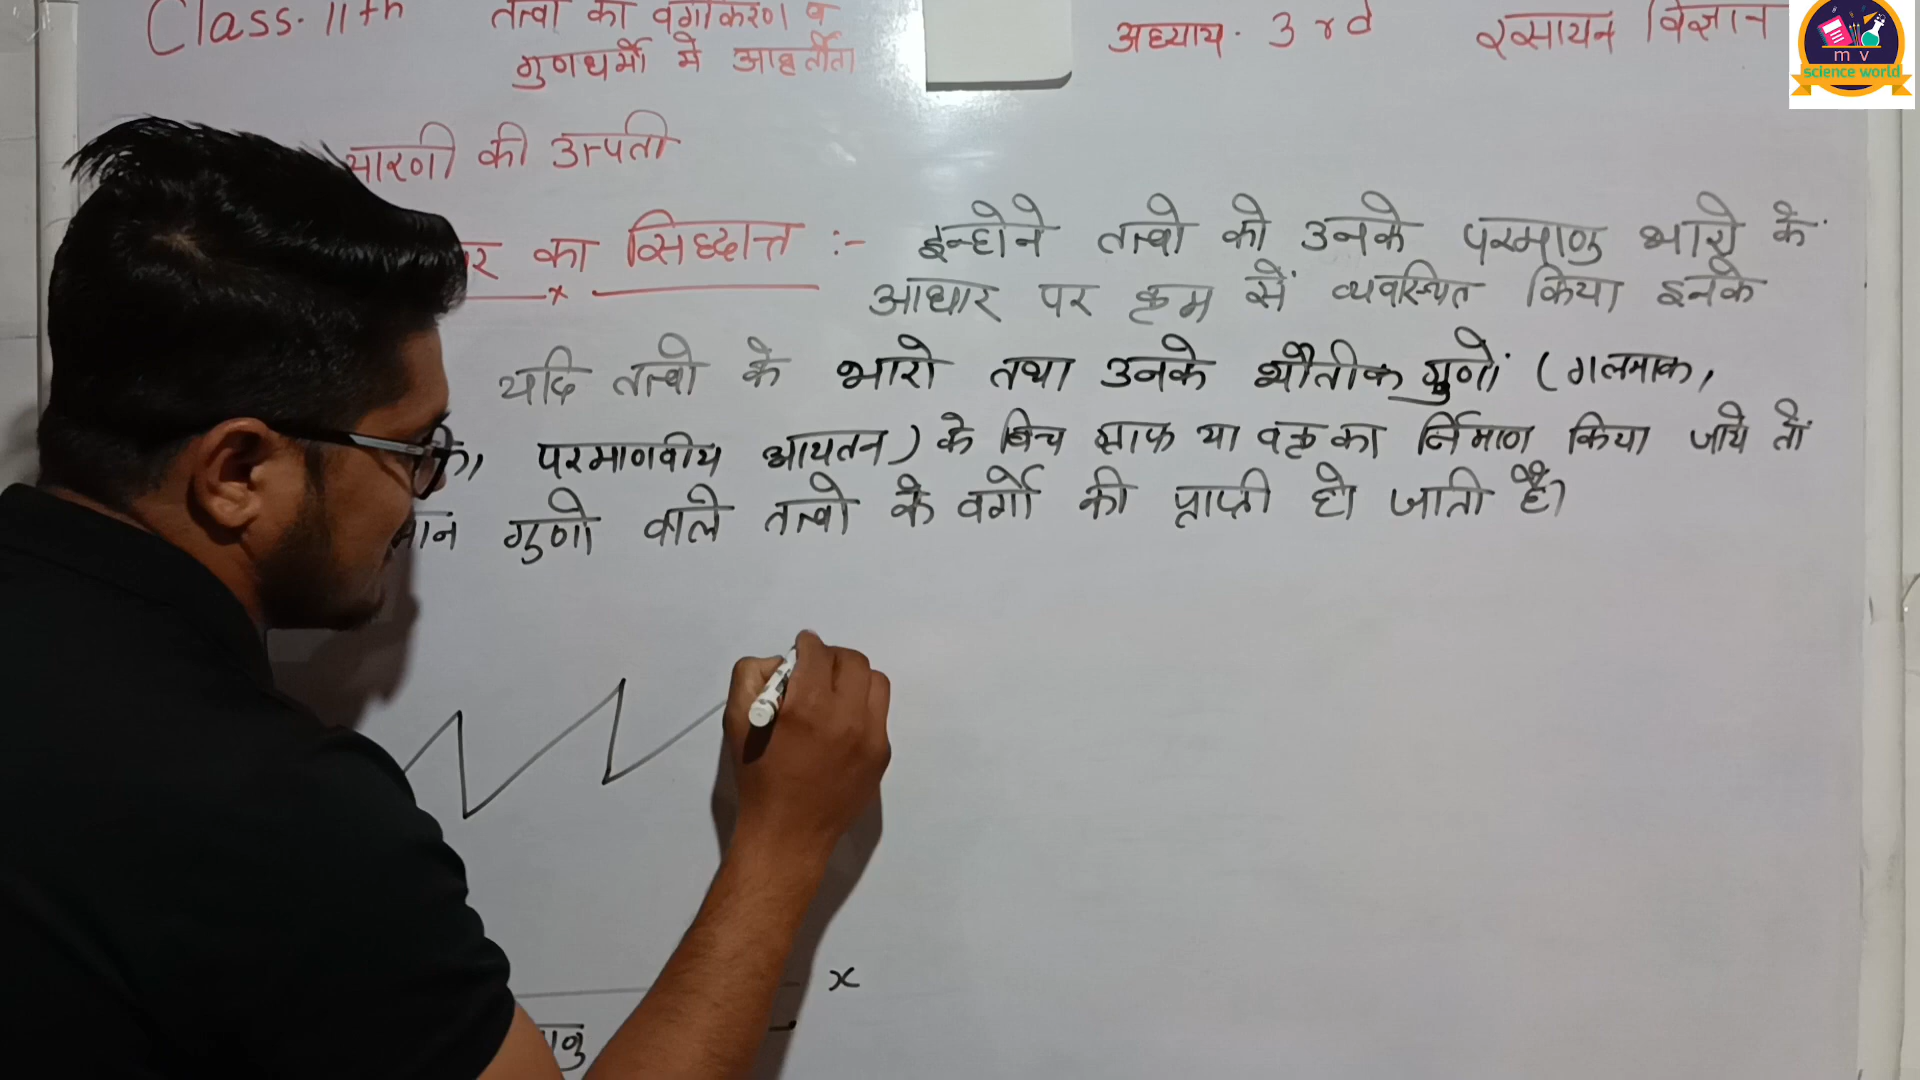 Class. 11th तत्वो का वर्गीकरण व
गुणधर्मो मे आवर्तीता
अध्याय. 3 rd रसायन विज्ञान
m v
science world
सारणी की उत्पती
का सिध्दान्त :- इन्होने तत्वो को उनके परमाणु भारो के
आधार पर क्रम सें व्यवस्थित किया इनके
यदि तत्वो के भारो तथा उनके भौतीक गुणों (गलनाक,
परमाणवीय आयतन) के बिच ग्राफ या वक्र का र्निमाण किया जाये तो
गुणो वाले तत्वो के वर्गो की प्राप्ती हो जाती है।
x